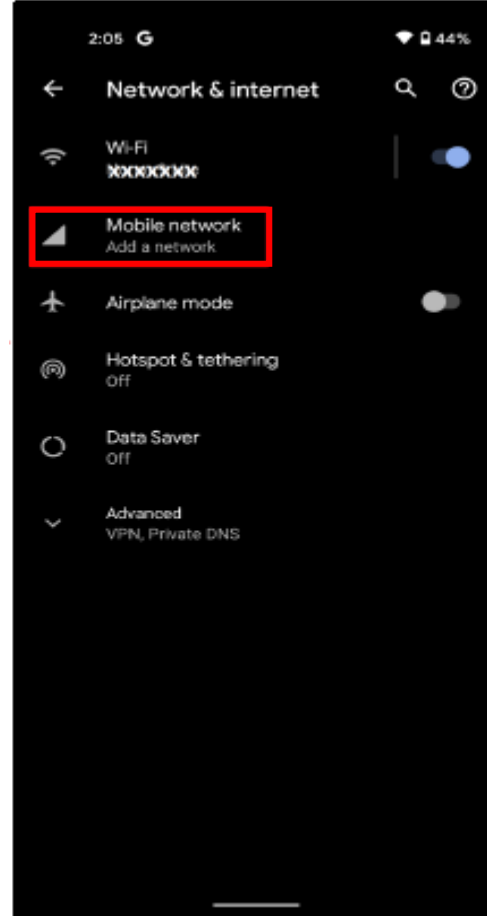 2:05 G 44%
Network & internet
Wi-Fi
XXXXXXX
Mobile network
Add a network
Airplane mode
Hotspot & tethering
Off
Data Saver
Off
Advanced
VPN, Private DNS